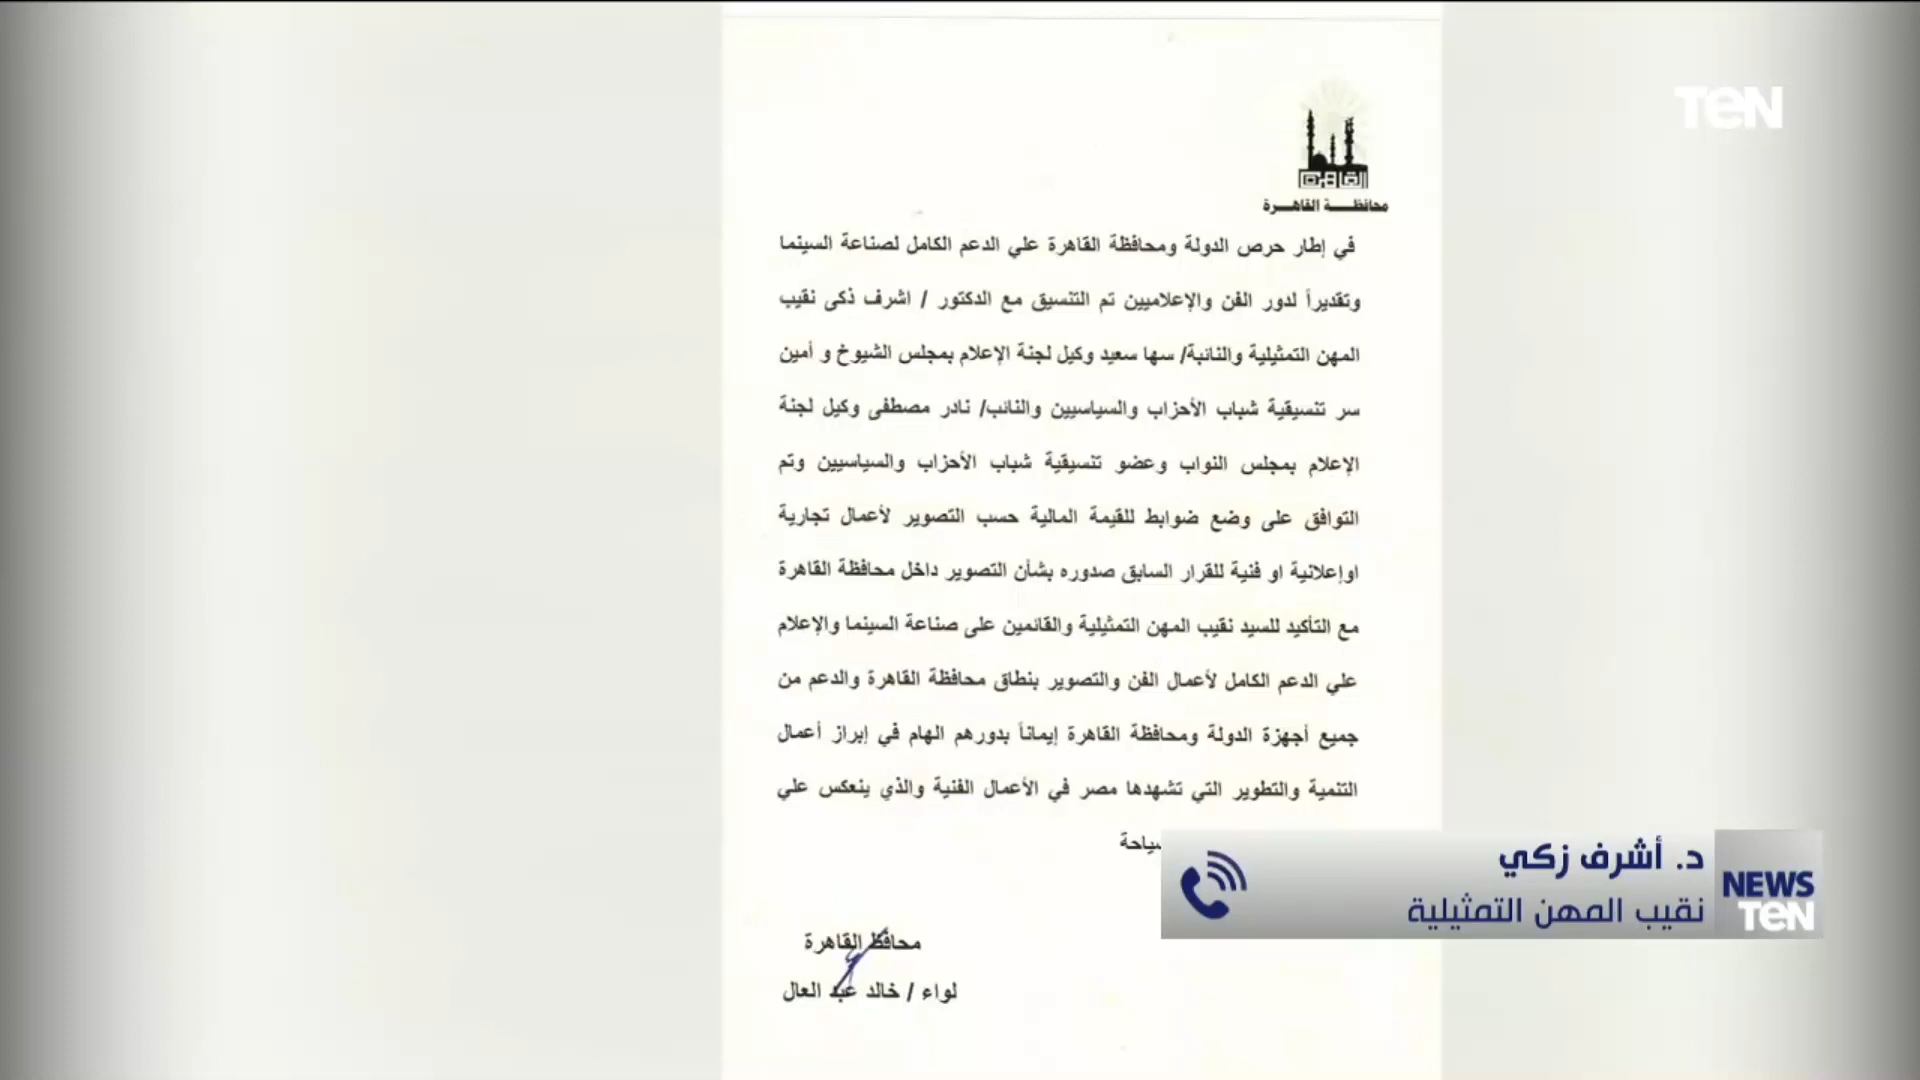 TEN
القاهرة
محافظـــة القاهـــرة
في إطار حرص الدولة ومحافظة القاهرة علي الدعم الكامل لصناعة السينما
وتقديراً لدور الفن والإعلاميين تم التنسيق مع الدكتور / اشرف ذكى نقيب
المهن التمثيلية والنائبة/ سها سعيد وكيل لجنة الإعلام بمجلس الشيوخ و أمين
سر تنسيقية شباب الأحزاب والسياسيين والنائب/ نادر مصطفى وكيل لجنة
الإعلام بمجلس النواب وعضو تنسيقية شباب الأحزاب والسياسيين وتم
التوافق على وضع ضوابط للقيمة المالية حسب التصوير لأعمال تجارية
اوإعلانية او فنية للقرار السابق صدوره بشأن التصوير داخل محافظة القاهرة
مع التأكيد للسيد نقيب المهن التمثيلية والقائمين على صناعة السينما والإعلام
علي الدعم الكامل لأعمال الفن والتصوير بنطاق محافظة القاهرة والدعم من
جميع أجهزة الدولة ومحافظة القاهرة إيماناً بدورهم الهام في إبراز أعمال
التنمية والتطوير التي تشهدها مصر في الأعمال الفنية والذي ينعكس علي
محافظ القاهرة
لواء / خالد عبد العال
د. أشرف زكي
نقيب المهن التمثيلية
NEWS
TEN